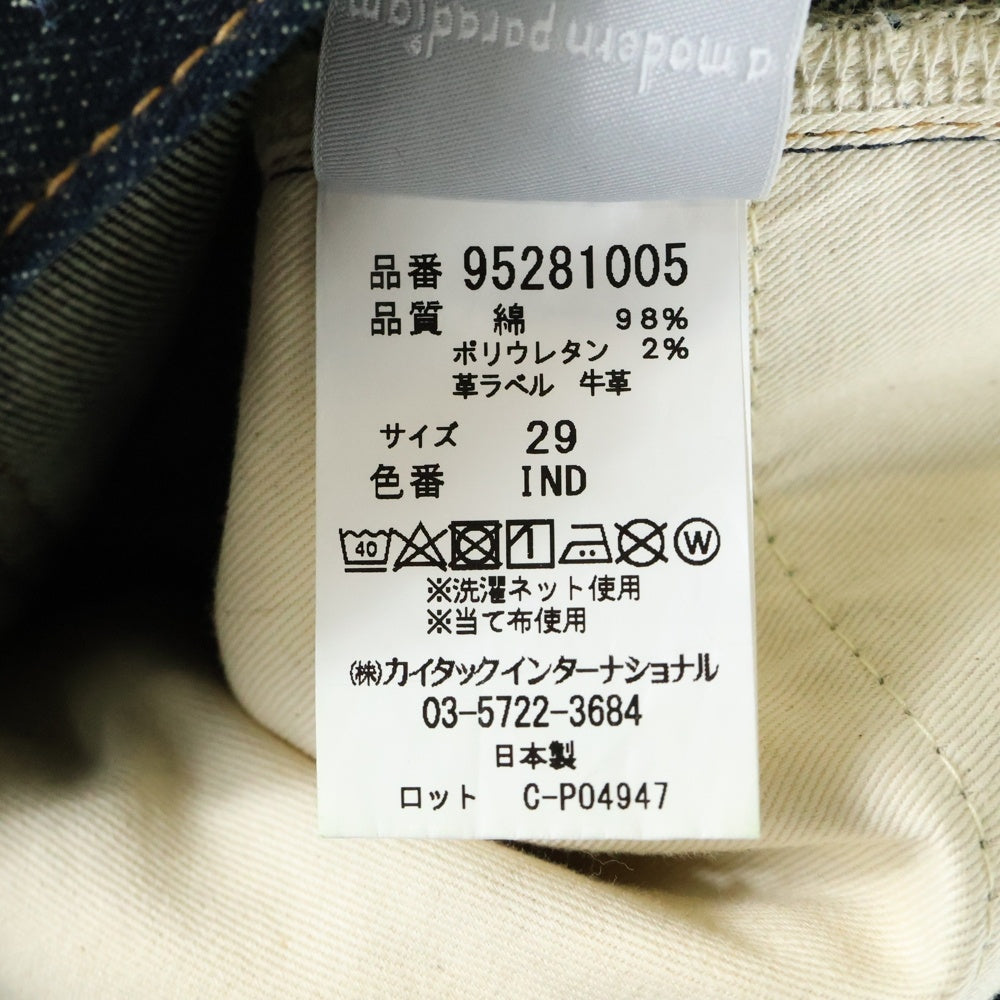 a modern paradigm
品番 95281005
品質 綿 98%
ポリウレタン 2%
革ラベル 牛革
サイズ 29
色番 IND
40 W
※洗濯ネット使用
※当て布使用
㈱カイタックインターナショナル
03-5722-3684
日本製
ロット C-P04947